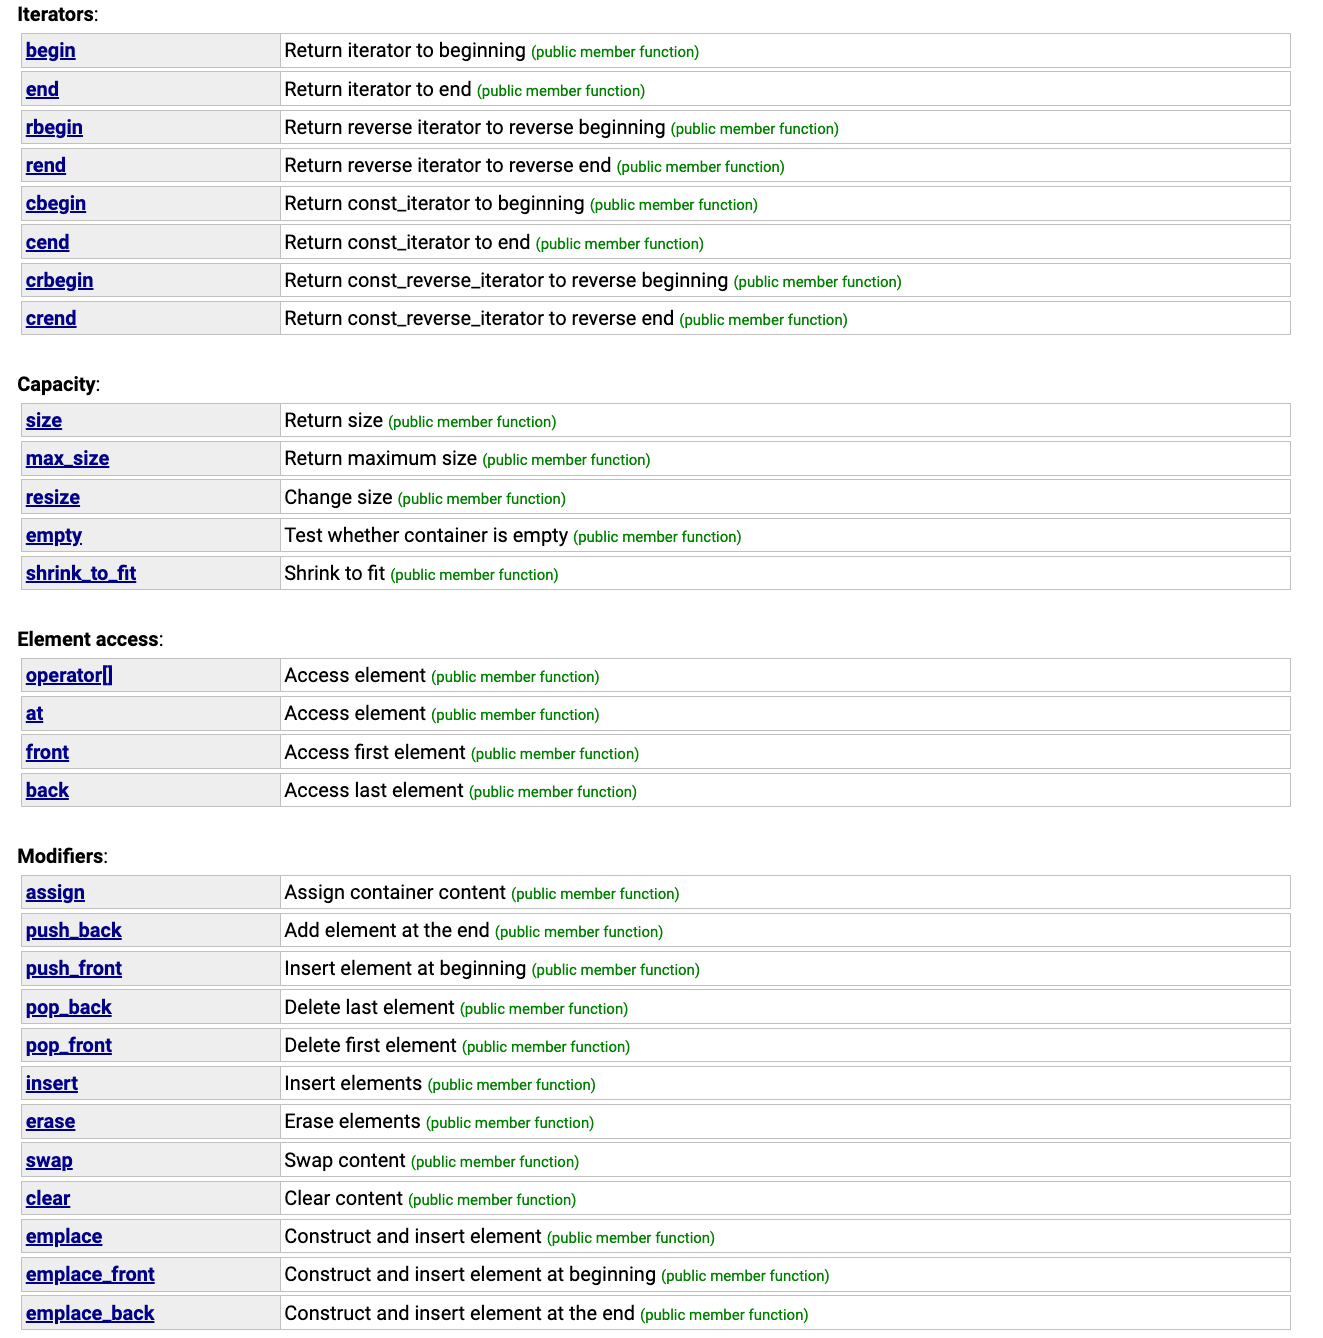 Iterators:
begin Return iterator to beginning (public member function)
end Return iterator to end (public member function)
rbegin Return reverse iterator to reverse beginning (public member function)
rend Return reverse iterator to reverse end (public member function)
cbegin Return const_iterator to beginning (public member function)
cend Return const_iterator to end (public member function)
crbegin Return const_reverse_iterator to reverse beginning (public member function)
crend Return const_reverse_iterator to reverse end (public member function)
Capacity:
size Return size (public member function)
max_size Return maximum size (public member function)
resize Change size (public member function)
empty Test whether container is empty (public member function)
shrink_to_fit Shrink to fit (public member function)
Element access:
operator[] Access element (public member function)
at Access element (public member function)
front Access first element (public member function)
back Access last element (public member function)
Modifiers:
assign Assign container content (public member function)
push_back Add element at the end (public member function)
push_front Insert element at beginning (public member function)
pop_back Delete last element (public member function)
pop_front Delete first element (public member function)
insert Insert elements (public member function)
erase Erase elements (public member function)
swap Swap content (public member function)
clear Clear content (public member function)
emplace Construct and insert element (public member function)
emplace_front Construct and insert element at beginning (public member function)
emplace_back Construct and insert element at the end (public member function)